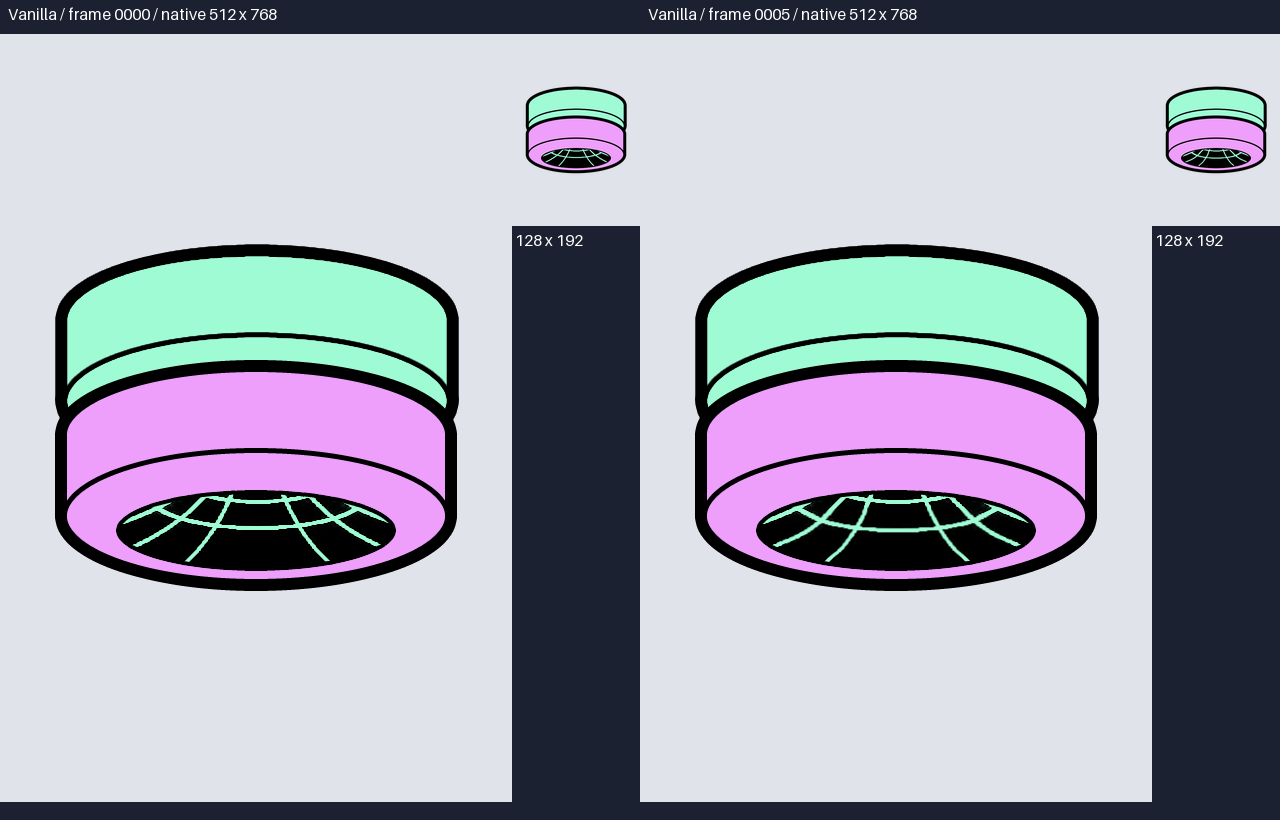 Vanilla / frame 0000 / native 512 x 768
Vanilla / frame 0005 / native 512 x 768
128 x 192
128 x 192